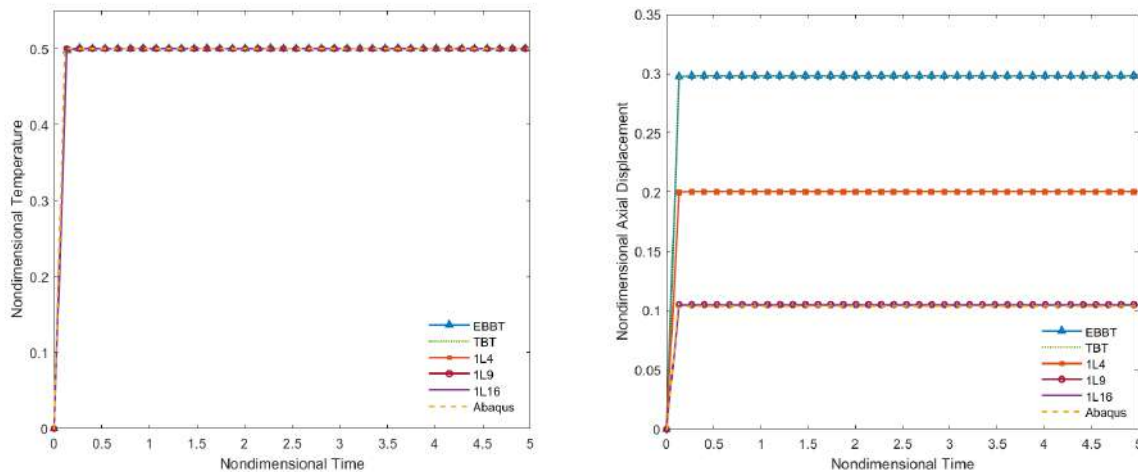 Nondimensional Temperature
0.5
0.4
0.3
0.2
0.1
0
0 0.5 1 1.5 2 2.5 3 3.5 4 4.5 5
Nondimensional Time
EBBT
TBT
1L4
1L9
1L16
Abaqus
Nondimensional Axial Displacement
0.35
0.3
0.25
0.2
0.15
0.1
0.05
0
0 0.5 1 1.5 2 2.5 3 3.5 4 4.5 5
Nondimensional Time
EBBT
TBT
1L4
1L9
1L16
Abaqus